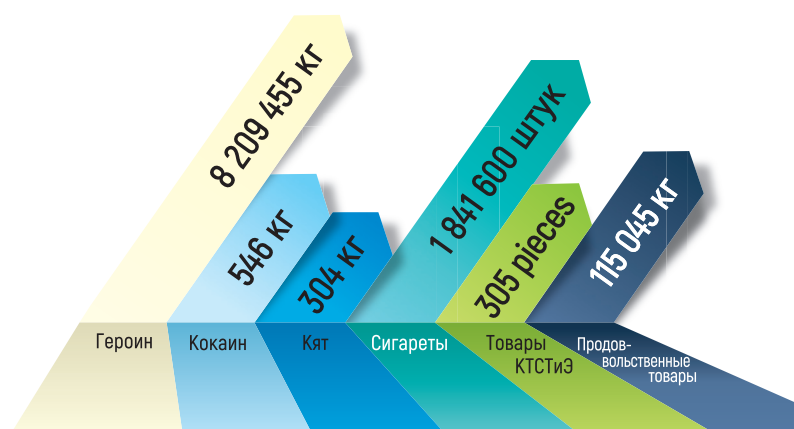 8 209 455 кг
546 кг
304 кг
1 841 600 штук
305 pieces
115 045 кг
Героин
Кокаин
Кят
Сигареты
Товары
КТСТиЭ
Продов-
вольственные
товары